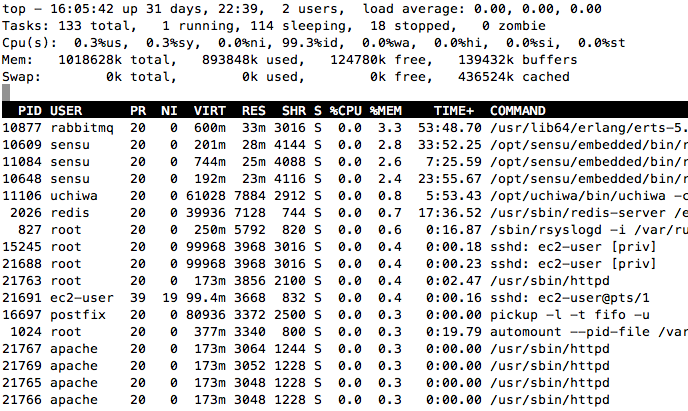 top - 16:05:42 up 31 days, 22:39,  2 users,  load average: 0.00, 0.00, 0.00
Tasks: 133 total,   1 running, 114 sleeping,  18 stopped,   0 zombie
Cpu(s):  0.3%us,  0.3%sy,  0.0%ni, 99.3%id,  0.0%wa,  0.0%hi,  0.0%si,  0.0%st
Mem:   1018628k total,   893848k used,   124780k free,   139432k buffers
Swap:        0k total,        0k used,        0k free,   436524k cached
  PID USER      PR  NI  VIRT  RES  SHR S %CPU %MEM    TIME+  COMMAND
10877 rabbitmq  20   0  600m  33m 3016 S  0.0  3.3  53:48.70 /usr/lib64/erlang/erts-5.
10609 sensu     20   0  201m  28m 4144 S  0.0  2.8  33:52.25 /opt/sensu/embedded/bin/r
11084 sensu     20   0  744m  25m 4088 S  0.0  2.6   7:25.59 /opt/sensu/embedded/bin/r
10648 sensu     20   0  192m  23m 4116 S  0.0  2.4  23:55.67 /opt/sensu/embedded/bin/r
11106 uchiwa    20   0 61028 7884 2912 S  0.0  0.8   5:53.43 /opt/uchiwa/bin/uchiwa -c
 2026 redis     20   0 39936 7128  744 S  0.0  0.7  17:36.52 /usr/sbin/redis-server /e
  827 root      20   0  250m 5792  820 S  0.0  0.6   0:16.87 /sbin/rsyslogd -i /var/ru
15245 root      20   0 99968 3968 3016 S  0.0  0.4   0:00.18 sshd: ec2-user [priv]
21688 root      20   0 99968 3968 3016 S  0.0  0.4   0:00.23 sshd: ec2-user [priv]
21763 root      20   0  173m 3856 2100 S  0.0  0.4   0:02.47 /usr/sbin/httpd
21691 ec2-user  39  19 99.4m 3668  832 S  0.0  0.4   0:00.16 sshd: ec2-user@pts/1
16697 postfix   20   0 80936 3372 2500 S  0.0  0.3   0:00.00 pickup -l -t fifo -u
 1024 root      20   0  377m 3340  800 S  0.0  0.3   0:19.79 automount --pid-file /var
21767 apache    20   0  173m 3064 1244 S  0.0  0.3   0:00.00 /usr/sbin/httpd
21769 apache    20   0  173m 3052 1228 S  0.0  0.3   0:00.00 /usr/sbin/httpd
21765 apache    20   0  173m 3048 1228 S  0.0  0.3   0:00.00 /usr/sbin/httpd
21766 apache    20   0  173m 3048 1228 S  0.0  0.3   0:00.00 /usr/sbin/httpd